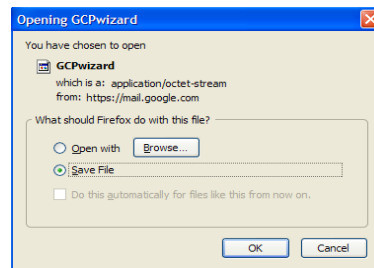 Opening GCPwizard
You have chosen to open
GCPwizard
which is a: application/octet-stream
from: https://mail.google.com
What should Firefox do with this file?
Open with Browse...
Save File
Do this automatically for files like this from now on.
OK Cancel